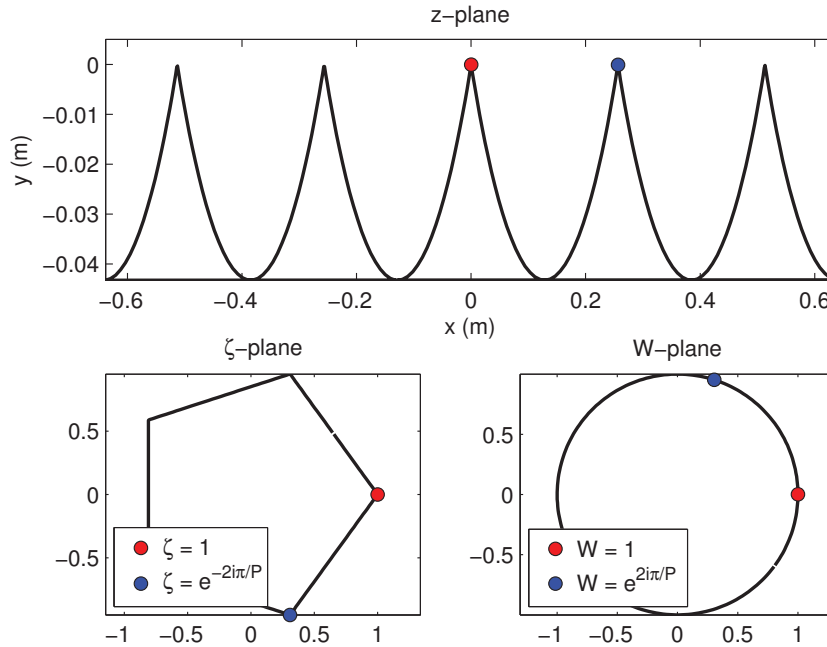 z−plane
y (m)
0
−0.01
−0.02
−0.03
−0.04
−0.6 −0.4 −0.2 0 0.2 0.4 0.6
x (m)
ζ−plane
0.5
0
−0.5
−1 −0.5 0 0.5 1
ζ = 1
ζ = e−2iπ/P
W−plane
0.5
0
−0.5
−1 −0.5 0 0.5 1
W = 1
W = e2iπ/P